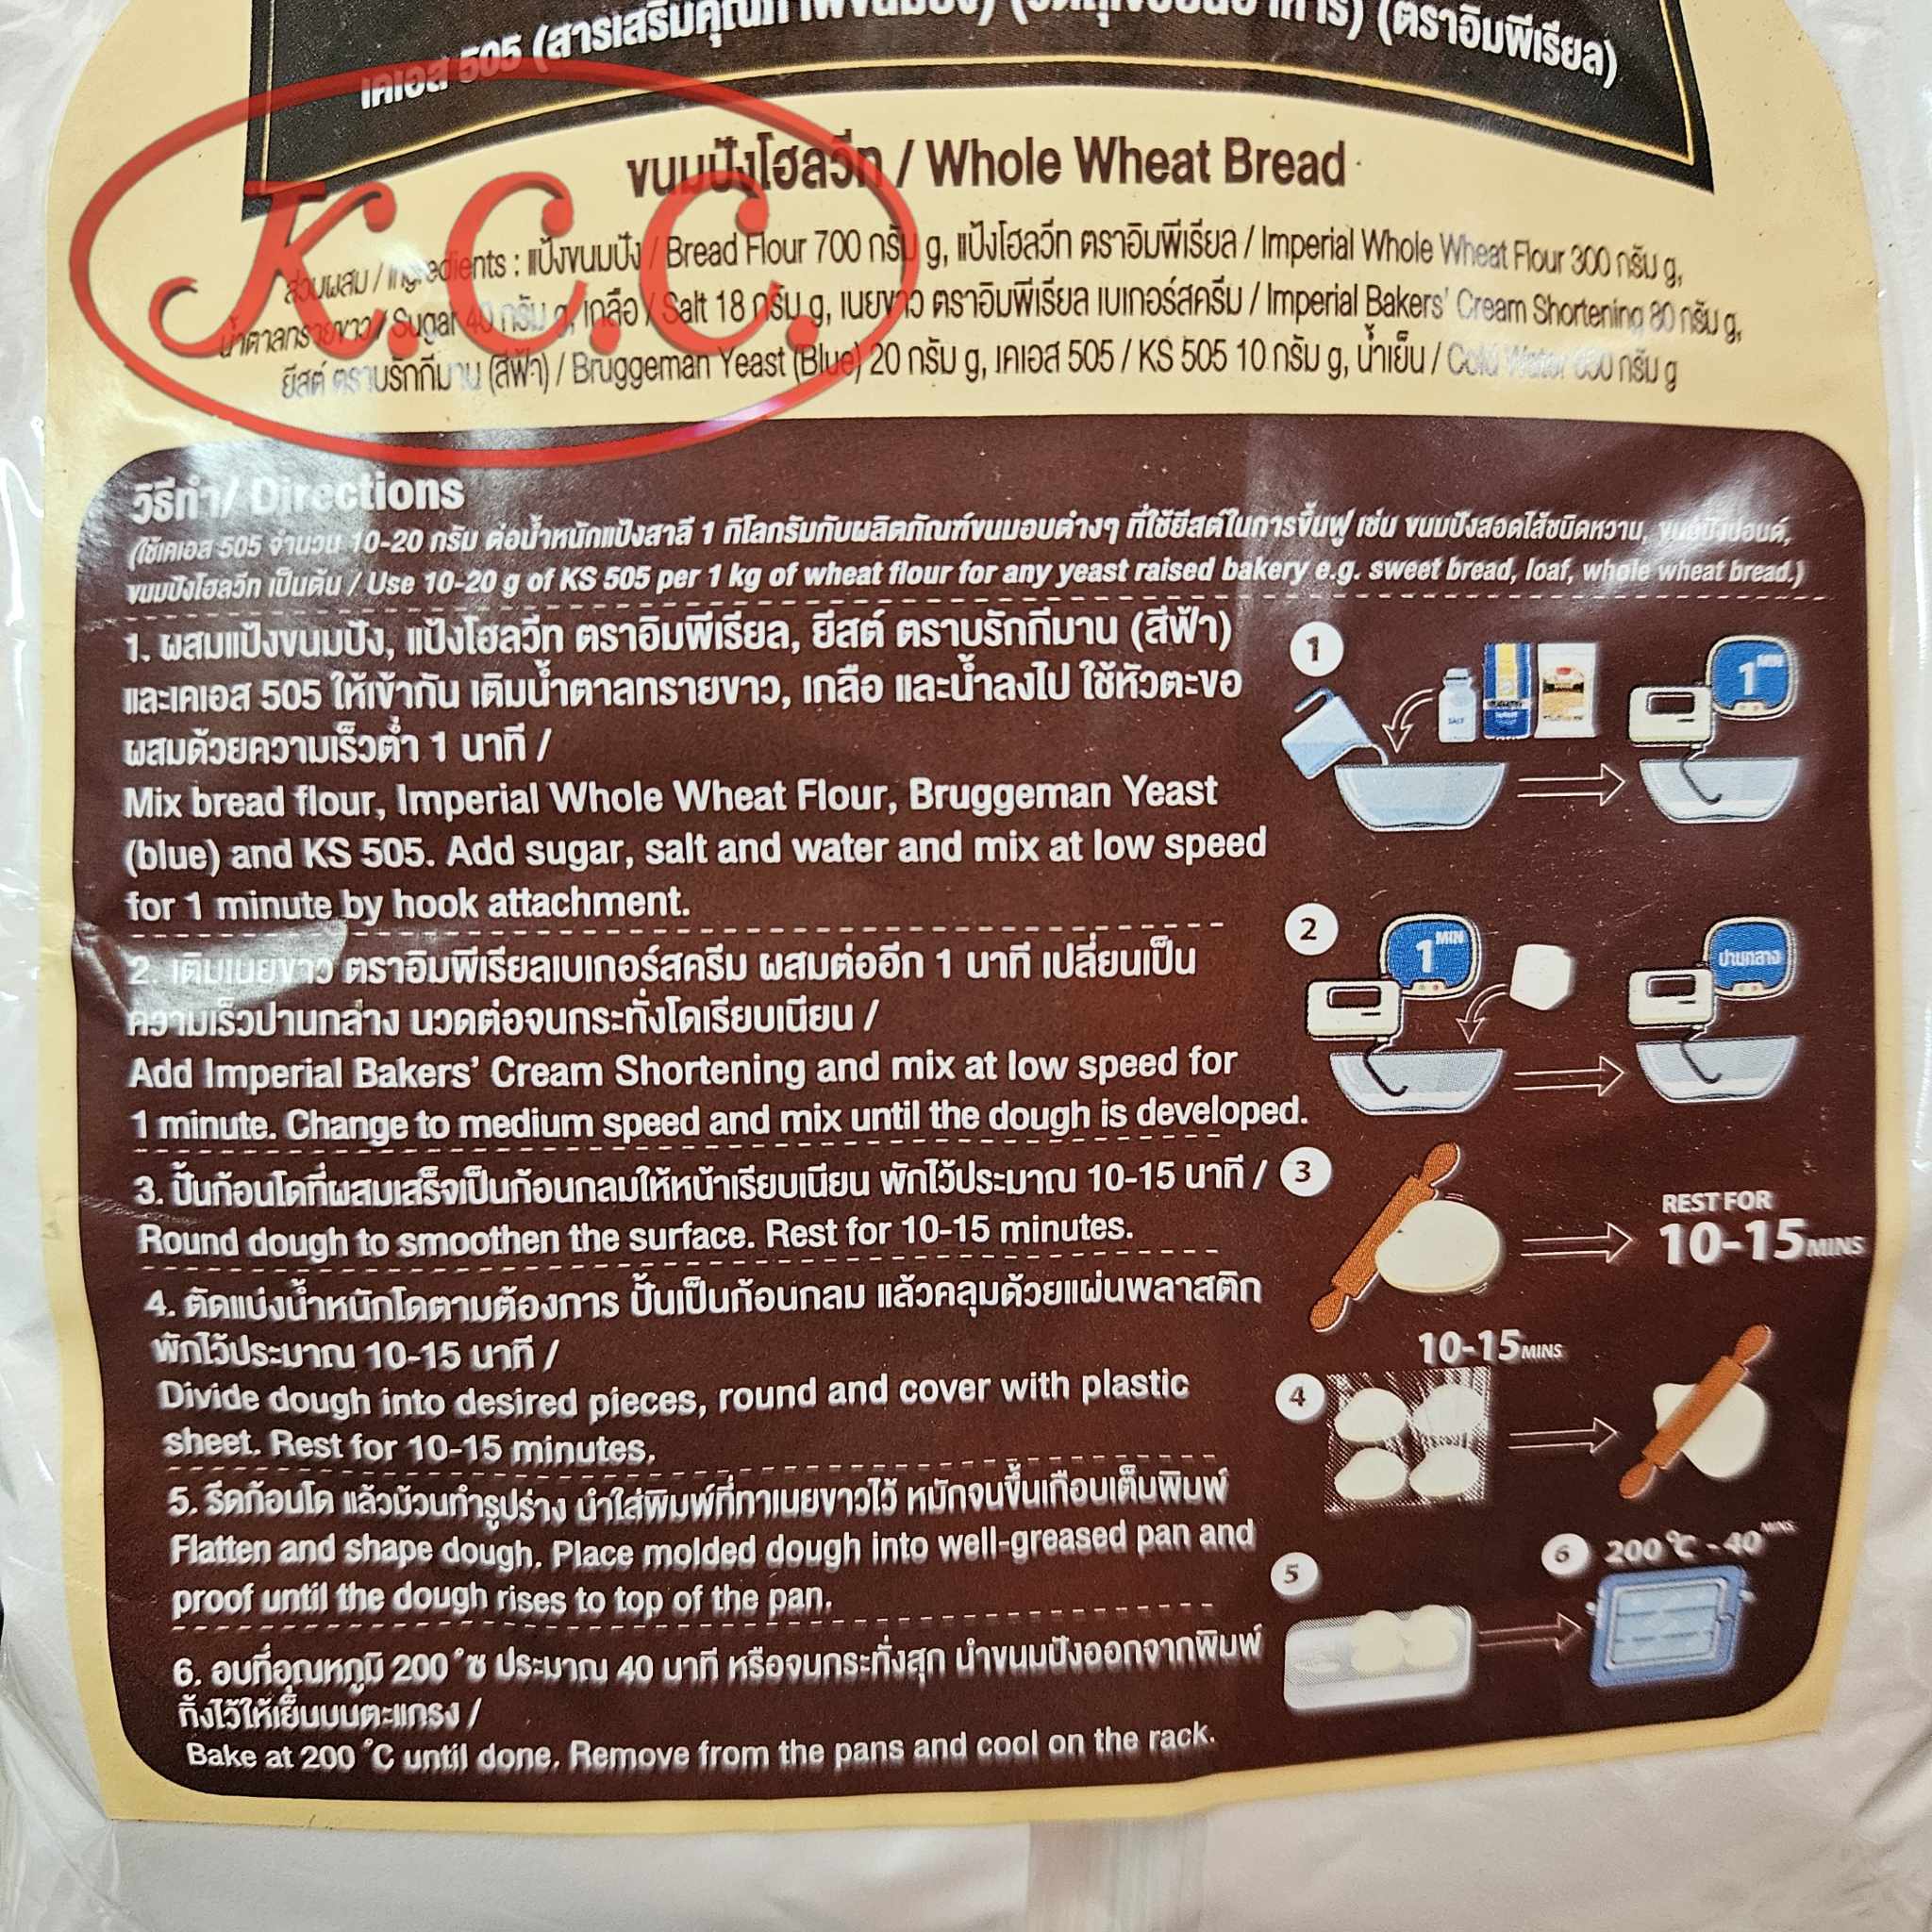 เคเอส 505 (สารเสริมคุณภาพขนมปัง) (วัตถุเจือปนอาหาร) (ตราอิมพีเรียล)
K.C.C.
ขนมปังโฮลวีท / Whole Wheat Bread
ส่วนผสม / Ingredients : แป้งขนมปัง / Bread Flour 700 กรัม g, แป้งโฮลวีท ตราอิมพีเรียล / Imperial Whole Wheat Flour 300 กรัม g,
น้ำตาลทรายขาว / Sugar 40 กรัม g, เกลือ / Salt 18 กรัม g, เนยขาว ตราอิมพีเรียล เบเกอร์สครีม / Imperial Bakers' Cream Shortening 80 กรัม g,
ยีสต์ ตราบรักกีมาน (สีฟ้า) / Bruggeman Yeast (Blue) 20 กรัม g, เคเอส 505 / KS 505 10 กรัม g, น้ำเย็น / Cold Water กรัม g
วิธีทำ/ Directions
(ใช้เคเอส 505 จำนวน 10-20 กรัม ต่อน้ำหนักแป้งสาลี 1 กิโลกรัมกับผลิตภัณฑ์ขนมอบต่างๆ ที่ใช้ยีสต์ในการขึ้นฟู เช่น ขนมปังสอดไส้ชนิดหวาน, ขนมปังปอนด์,
ขนมปังโฮลวีท เป็นต้น / Use 10-20 g of KS 505 per 1 kg of wheat flour for any yeast raised bakery e.g. sweet bread, loaf, whole wheat bread.)
1. ผสมแป้งขนมปัง, แป้งโฮลวีท ตราอิมพีเรียล, ยีสต์ ตราบรักกีมาน (สีฟ้า)
และเคเอส 505 ให้เข้ากัน เติมน้ำตาลทรายขาว, เกลือ และน้ำลงไป ใช้หัวตะขอ
ผสมด้วยความเร็วต่ำ 1 นาที /
Mix bread flour, Imperial Whole Wheat Flour, Bruggeman Yeast
(blue) and KS 505. Add sugar, salt and water and mix at low speed
for 1 minute by hook attachment.
1
SALT
1 MIN
2. เติมเนยขาว ตราอิมพีเรียลเบเกอร์สครีม ผสมต่ออีก 1 นาที เปลี่ยนเป็น
ความเร็วปานกลาง นวดต่อจนกระทั่งโดเรียบเนียน /
Add Imperial Bakers' Cream Shortening and mix at low speed for
1 minute. Change to medium speed and mix until the dough is developed.
2
1 MIN
ปานกลาง
3. ปั้นก้อนโดที่ผสมเสร็จเป็นก้อนกลมให้หน้าเรียบเนียน พักไว้ประมาณ 10-15 นาที /
Round dough to smoothen the surface. Rest for 10-15 minutes.
3
REST FOR
10-15 MINS
4. ตัดแบ่งน้ำหนักโดตามต้องการ ปั้นเป็นก้อนกลม แล้วคลุมด้วยแผ่นพลาสติก
พักไว้ประมาณ 10-15 นาที /
Divide dough into desired pieces, round and cover with plastic
sheet. Rest for 10-15 minutes.
10-15 MINS
4
5. รีดก้อนโด แล้วม้วนทำรูปร่าง นำใส่พิมพ์ที่ทาเนยขาวไว้ หมักจนขึ้นเกือบเต็มพิมพ์
Flatten and shape dough. Place molded dough into well-greased pan and
proof until the dough rises to top of the pan.
5
6 200 °C - 40 MINS
6. อบที่อุณหภูมิ 200 °ซ ประมาณ 40 นาที หรือจนกระทั่งสุก นำขนมปังออกจากพิมพ์
ทิ้งไว้ให้เย็นบนตะแกรง /
Bake at 200 °C until done. Remove from the pans and cool on the rack.